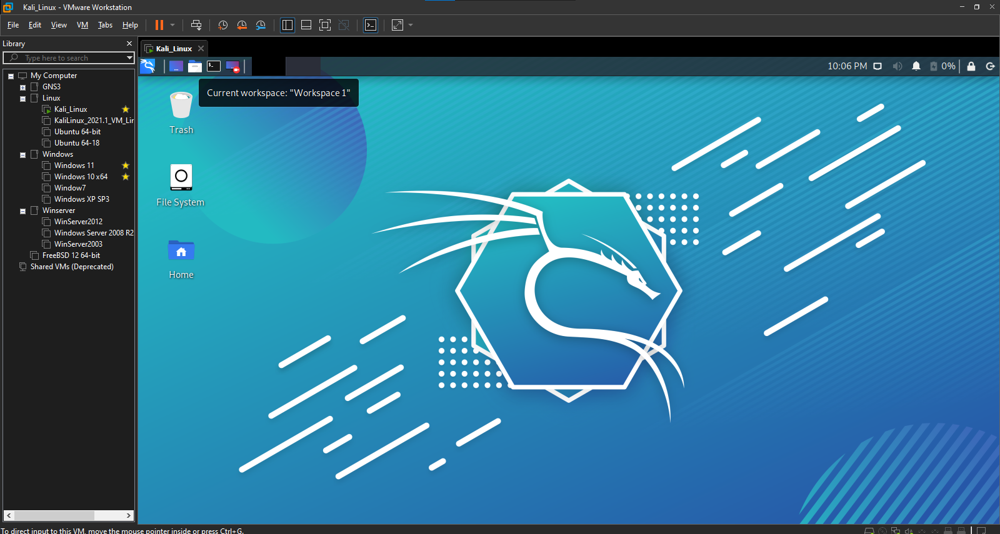 Kali_Linux - VMware Workstation
File Edit View VM Tabs Help
Library
Type here to search
My Computer
GNS3
Linux
Kali_Linux
KaliLinux_2021.1_VM_Lir
Ubuntu 64-bit
Ubuntu 64-18
Windows
Windows 11
Windows 10 x64
Window7
Windows XP SP3
Winserver
WinServer2012
Windows Server 2008 R2
WinServer2003
FreeBSD 12 64-bit
Shared VMs (Deprecated)
Kali_Linux
10:06 PM 0%
Current workspace: "Workspace 1"
Trash
File System
Home
To direct input to this VM, move the mouse pointer inside or press Ctrl+G.